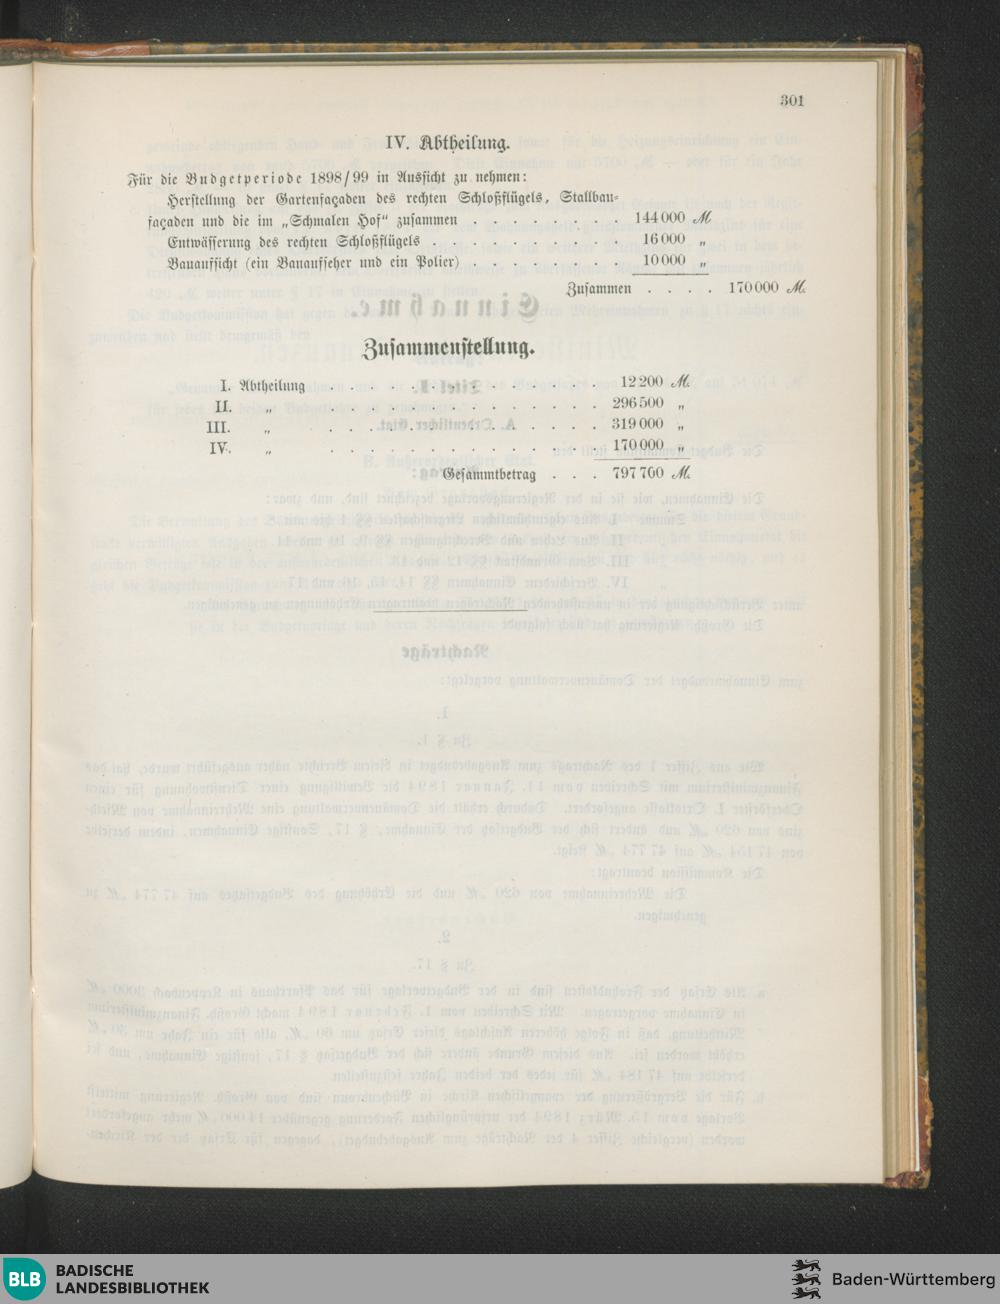 301
IV. Abtheilung.
Für die Budgetperiode 1898/99 in Aussicht zu nehmen:
Herstellung der Gartenfaçaden des rechten Schloßflügels, Stallbau=
façaden und die im „Schmalen Hof“ zusammen . . . . . . . . 144 000 M
Entwässerung des rechten Schloßflügels . . . . . . . . . . 16 000 „
Bauaufsicht (ein Bauaufseher und ein Polier) . . . . . . . . 10 000 „
Zusammen . . . . 170 000 M.
Zusammenstellung.
I. Abtheilung . . . . . . . . . . . . . . 12 200 M.
II. „ . . . . . . . . . . . . . . 296 500 „
III. „ . . . . . . . . . . . . . . 319 000 „
IV. „ . . . . . . . . . . . . . . 170 000 „
Gesammtbetrag . . . 797 700 M.
BLB BADISCHE
LANDESBIBLIOTHEK
Baden-Württemberg